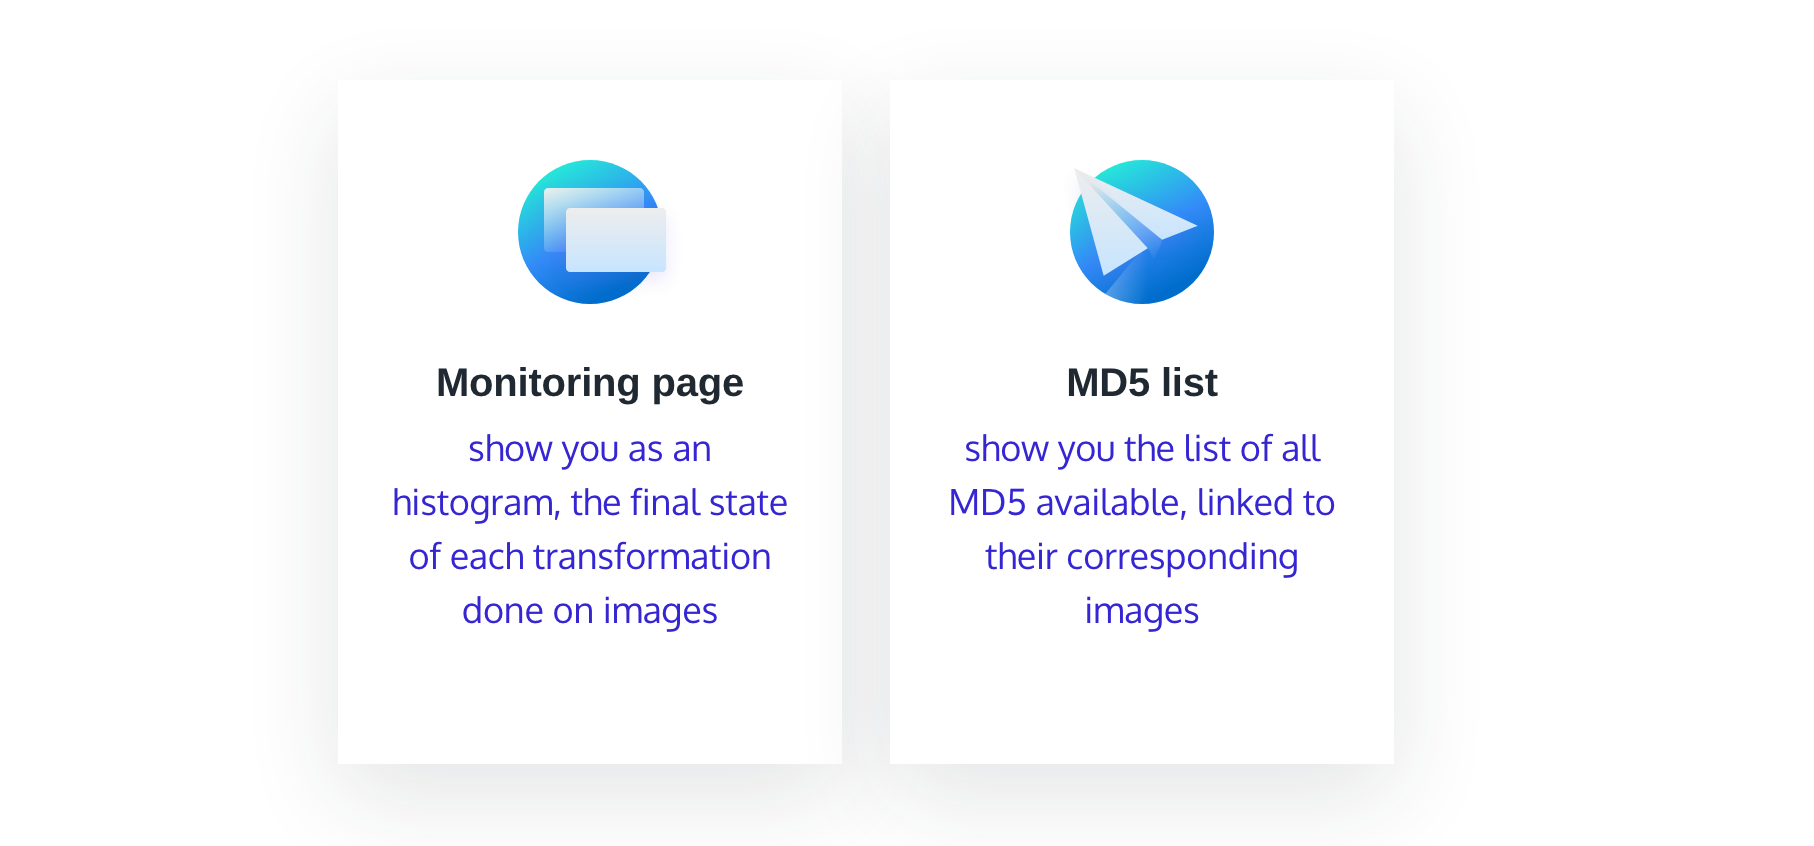 Monitoring page
show you as an
histogram, the final state
of each transformation
done on images
MD5 list
show you the list of all
MD5 available, linked to
their corresponding
images